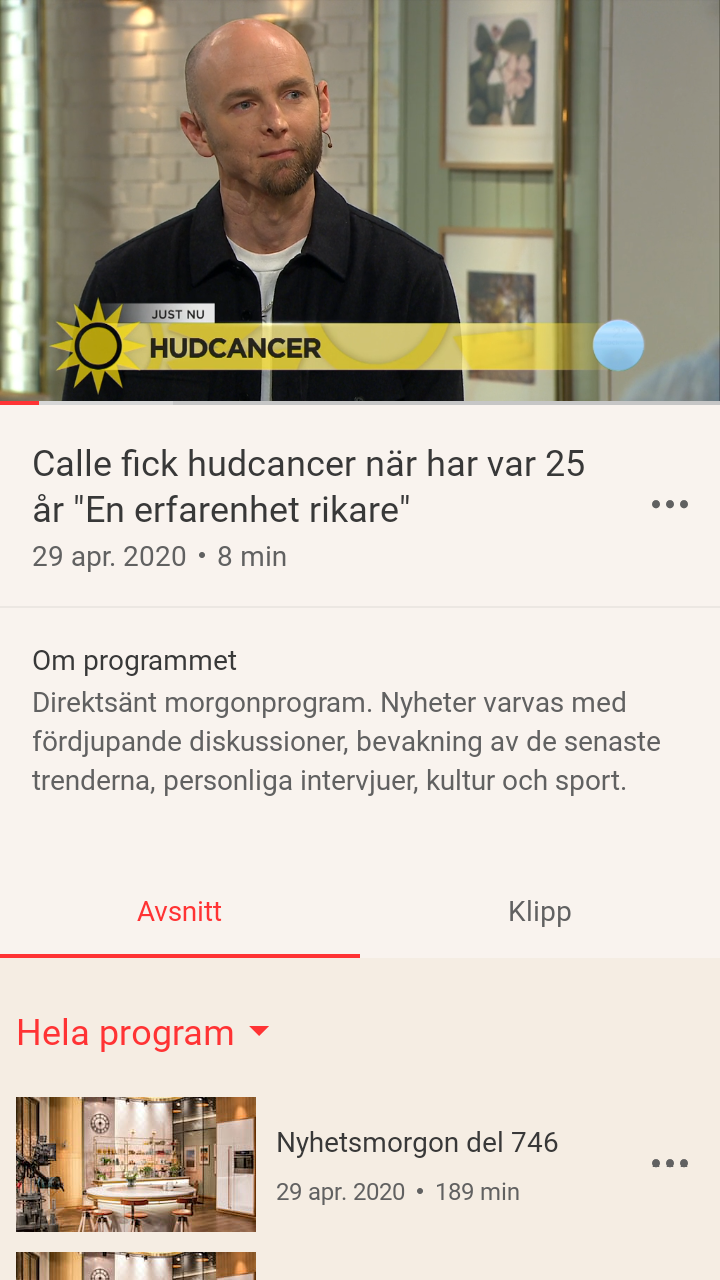 JUST NU
HUDCANCER
Calle fick hudcancer när har var 25
år "En erfarenhet rikare"
29 apr. 2020 • 8 min
Om programmet
Direktsänt morgonprogram. Nyheter varvas med
fördjupande diskussioner, bevakning av de senaste
trenderna, personliga intervjuer, kultur och sport.
Avsnitt
Klipp
Hela program
Nyhetsmorgon del 746
29 apr. 2020 • 189 min